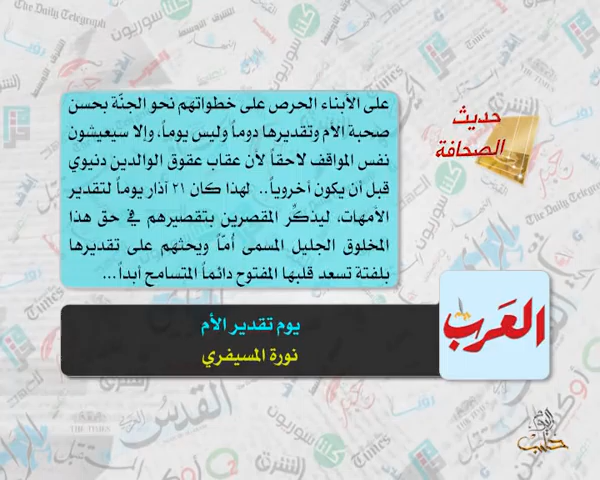 حديث
الصحافة
على الأبناء الحرص على خطواتهم نحو الجنّة بحسن
صحبة الأم وتقديرها دوماً وليس يوماً، وإلا سيعيشون
نفس المواقف لاحقاً لأن عقاب عقوق الوالدين دنيوي
قبل أن يكون أخروياً.. لهذا كان ٢١ آذار يوماً لتقدير
الأمهات، ليذكِّر المقصرين بتقصيرهم في حق هذا
المخلوق الجليل المسمى أمّاً ويحثهم على تقديرها
بلفتة تسعد قلبها المفتوح دائماً المتسامح أبداً...
العرب
يوم تقدير الأم
نورة المسيفري
حلب اليوم